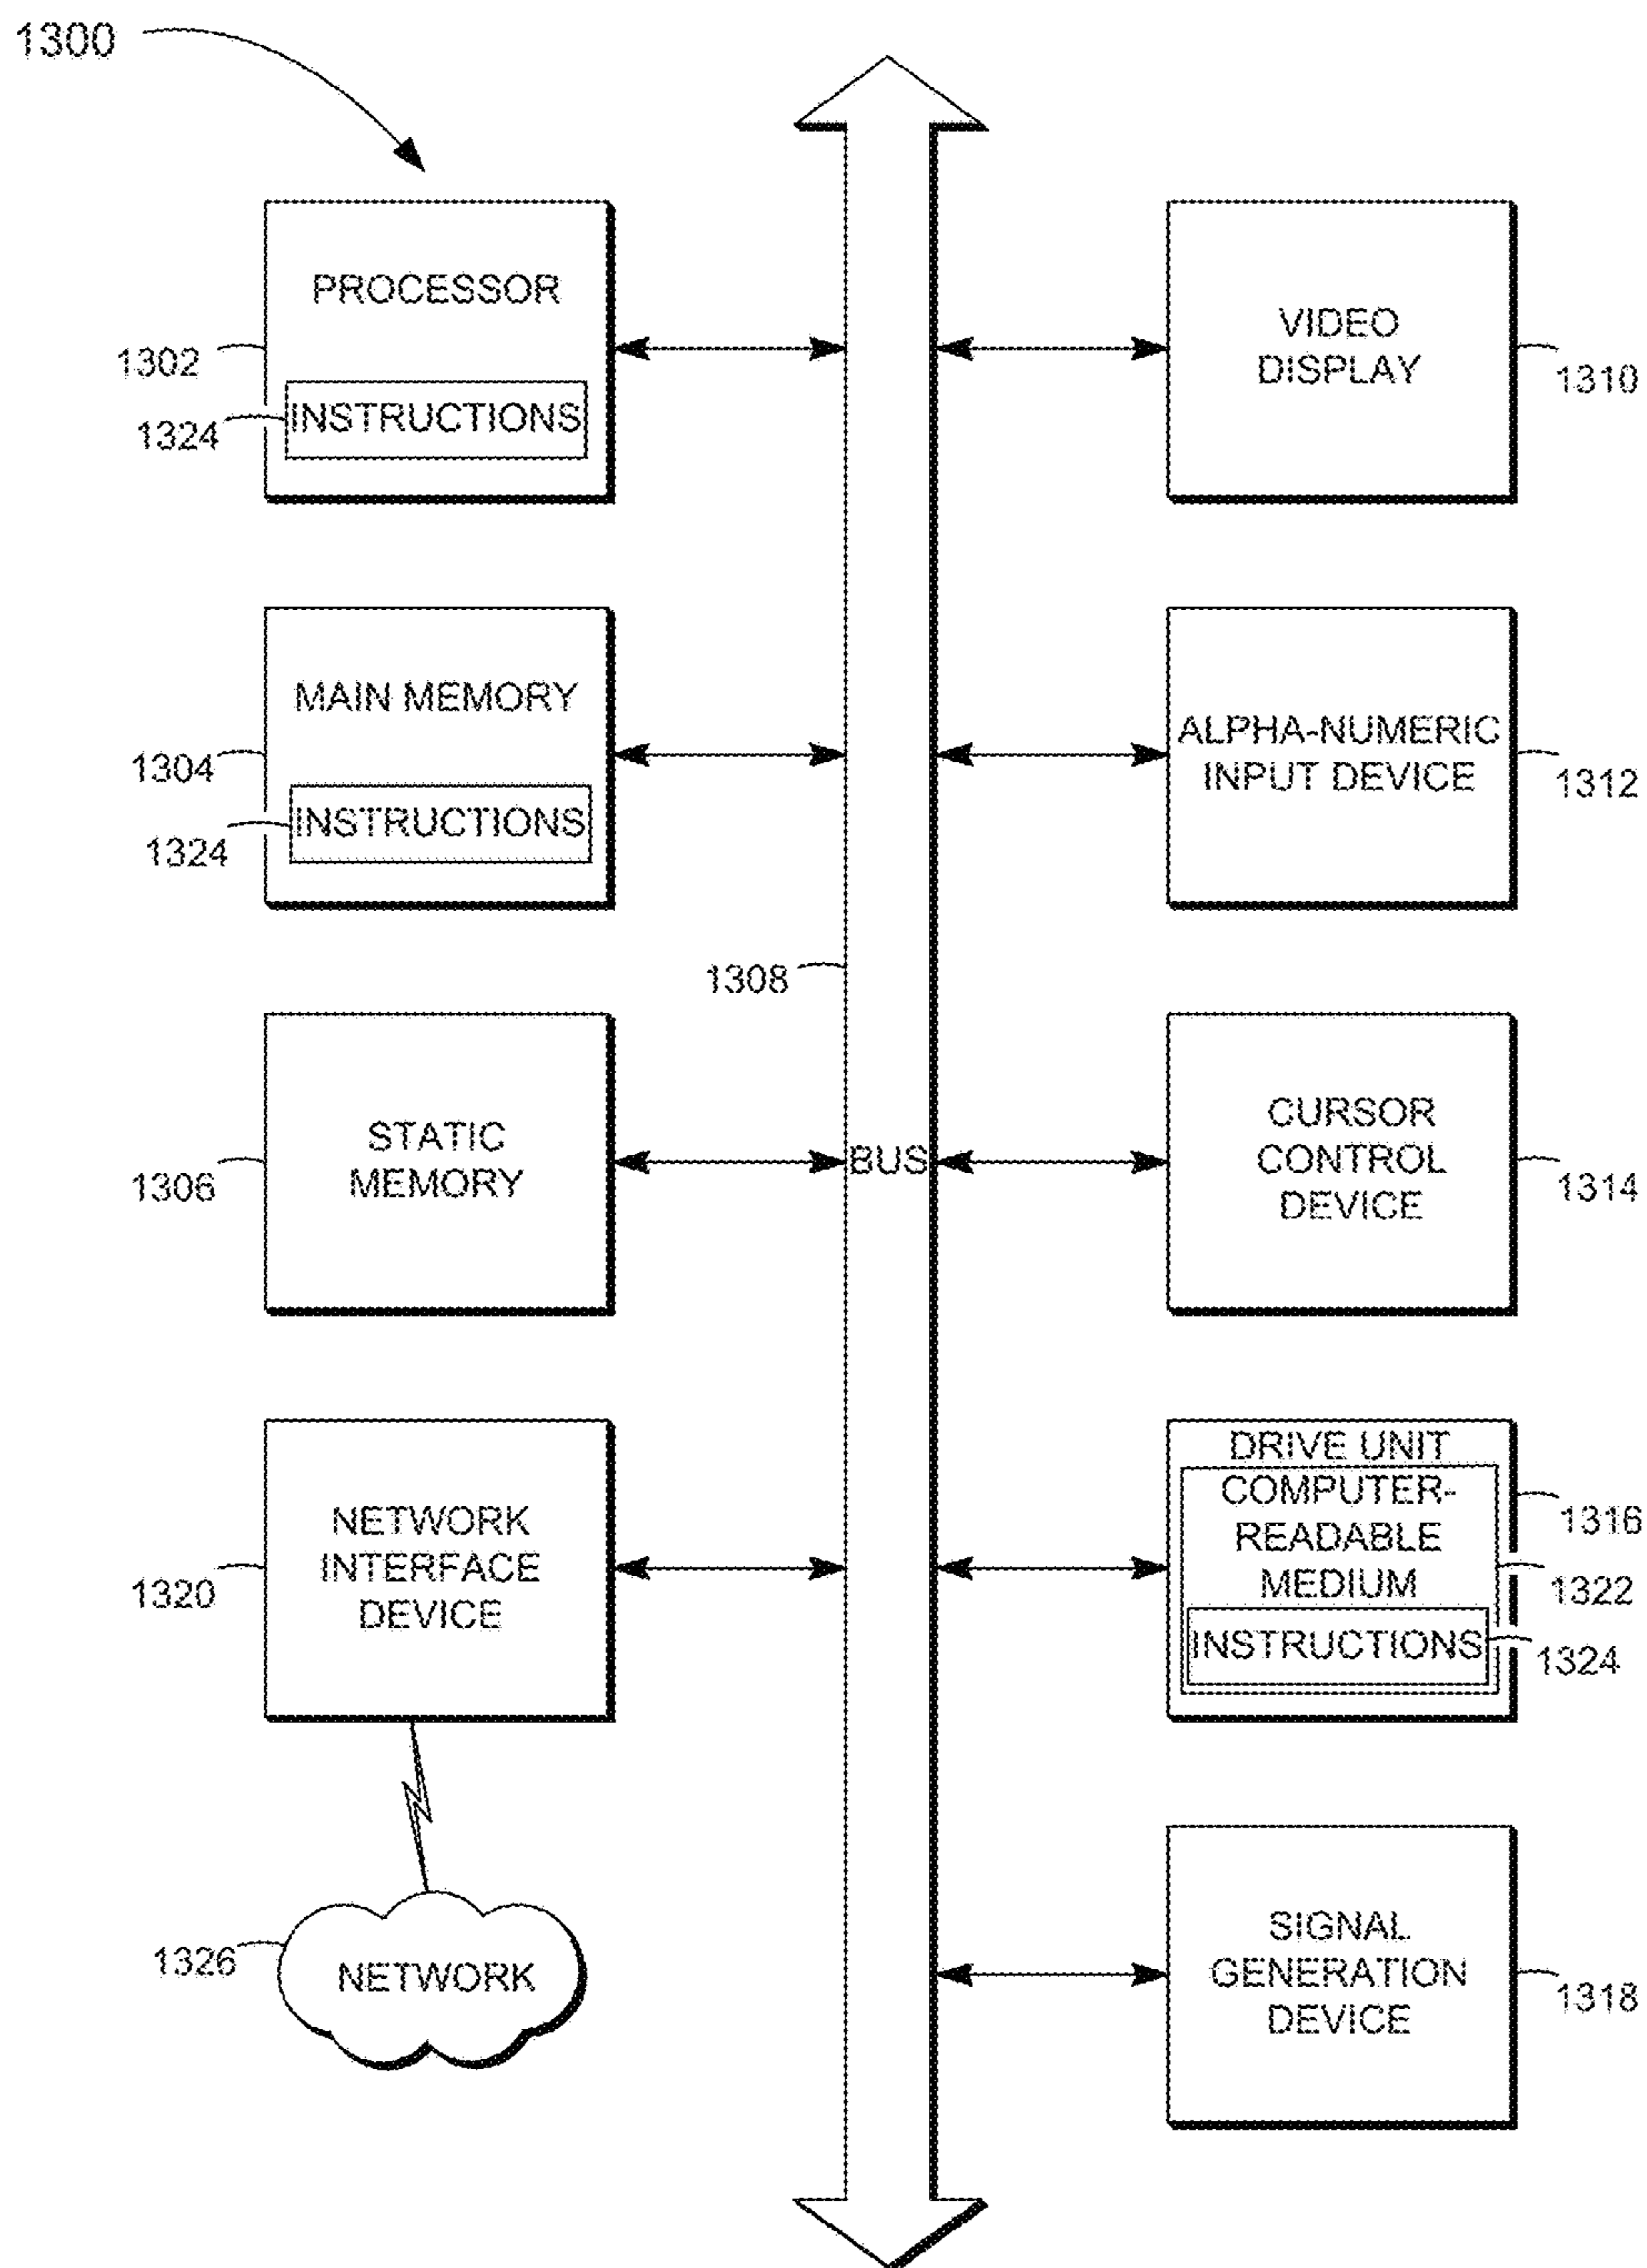 1300
PROCESSOR
1302
INSTRUCTIONS
1324
MAIN MEMORY
1304
INSTRUCTIONS
1324
1308
STATIC
MEMORY
1306
BUS
NETWORK
INTERFACE
DEVICE
1320
1326
NETWORK
VIDEO
DISPLAY
1310
ALPHA-NUMERIC
INPUT DEVICE
1312
CURSOR
CONTROL
DEVICE
1314
DRIVE UNIT
COMPUTER-
READABLE
MEDIUM
1316
1322
INSTRUCTIONS
1324
SIGNAL
GENERATION
DEVICE
1318